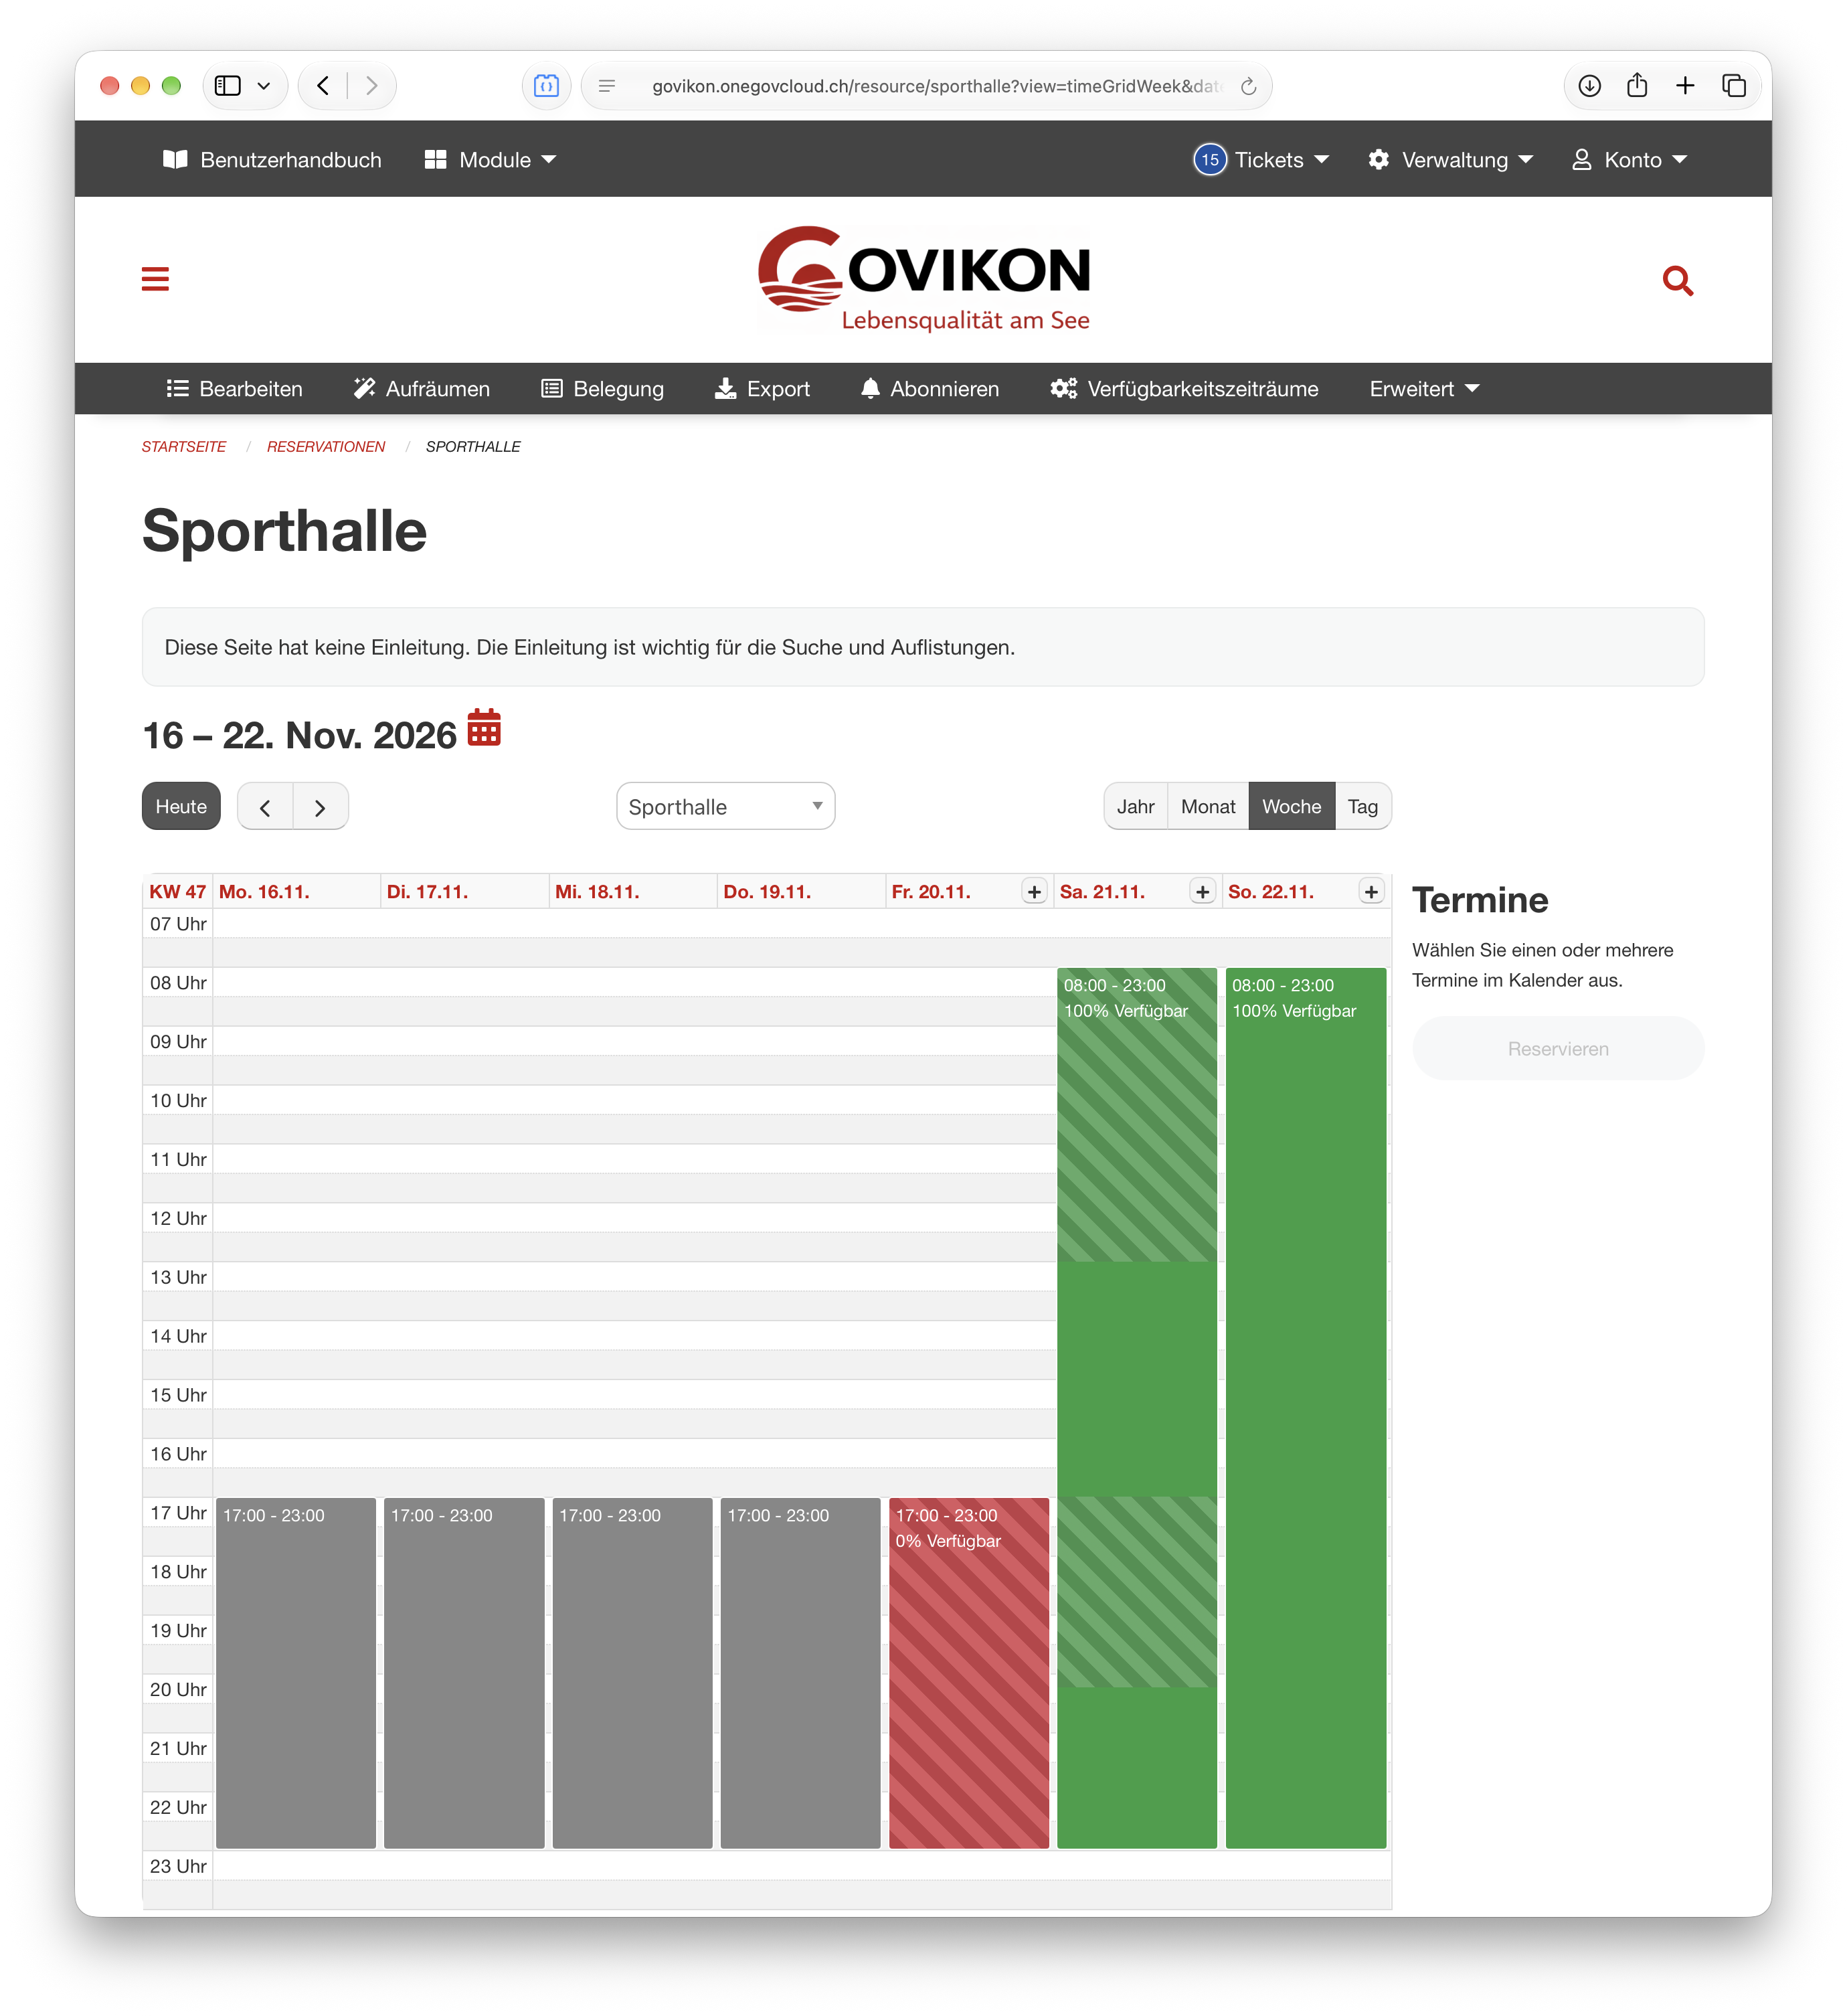 govikon.onegovcloud.ch/resource/sporthalle?view=timeGridWeek&dat
Benutzerhandbuch Module 15 Tickets Verwaltung Konto
GOVIKON
Lebensqualität am See
Bearbeiten Aufräumen Belegung Export Abonnieren Verfügbarkeitszeiträume Erweitert
STARTSEITE / RESERVATIONEN / SPORTHALLE
Sporthalle
Diese Seite hat keine Einleitung. Die Einleitung ist wichtig für die Suche und Auflistungen.
16 – 22. Nov. 2026
Heute Sporthalle Jahr Monat Woche Tag
KW 47 Mo. 16.11. Di. 17.11. Mi. 18.11. Do. 19.11. Fr. 20.11. + Sa. 21.11. + So. 22.11. +
07 Uhr
08 Uhr
08:00 - 23:00 08:00 - 23:00
100% Verfügbar 100% Verfügbar
09 Uhr
10 Uhr
11 Uhr
12 Uhr
13 Uhr
14 Uhr
15 Uhr
16 Uhr
17 Uhr 17:00 - 23:00 17:00 - 23:00 17:00 - 23:00 17:00 - 23:00 17:00 - 23:00
0% Verfügbar
18 Uhr
19 Uhr
20 Uhr
21 Uhr
22 Uhr
23 Uhr
Termine
Wählen Sie einen oder mehrere
Termine im Kalender aus.
Reservieren